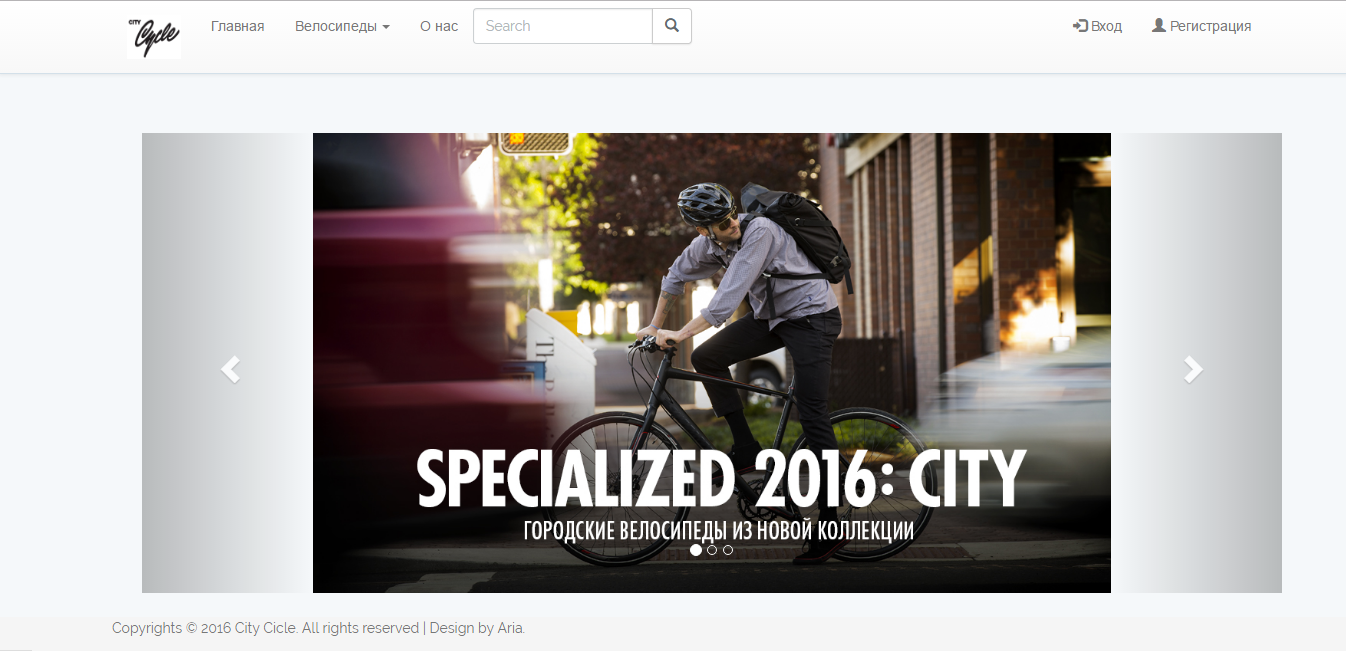 CITY
Cycle
Главная
Велосипеды
О нас
Search
Вход
Регистрация
SPECIALIZED 2016: CITY
ГОРОДСКИЕ ВЕЛОСИПЕДЫ ИЗ НОВОЙ КОЛЛЕКЦИИ
Copyrights © 2016 City Cicle. All rights reserved | Design by Aria.